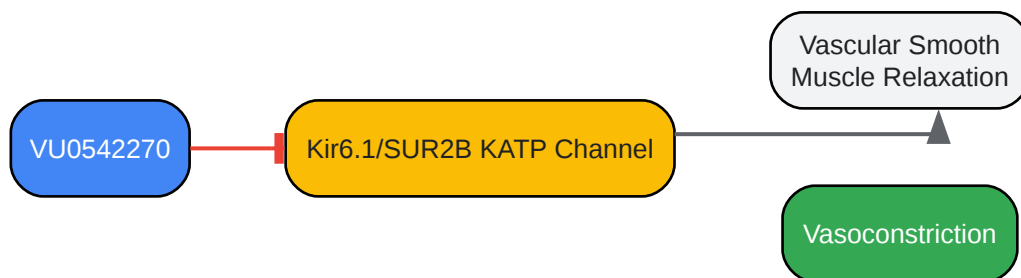 VU0542270
Kir6.1/SUR2B KATP Channel
Vascular Smooth
Muscle Relaxation
Vasoconstriction